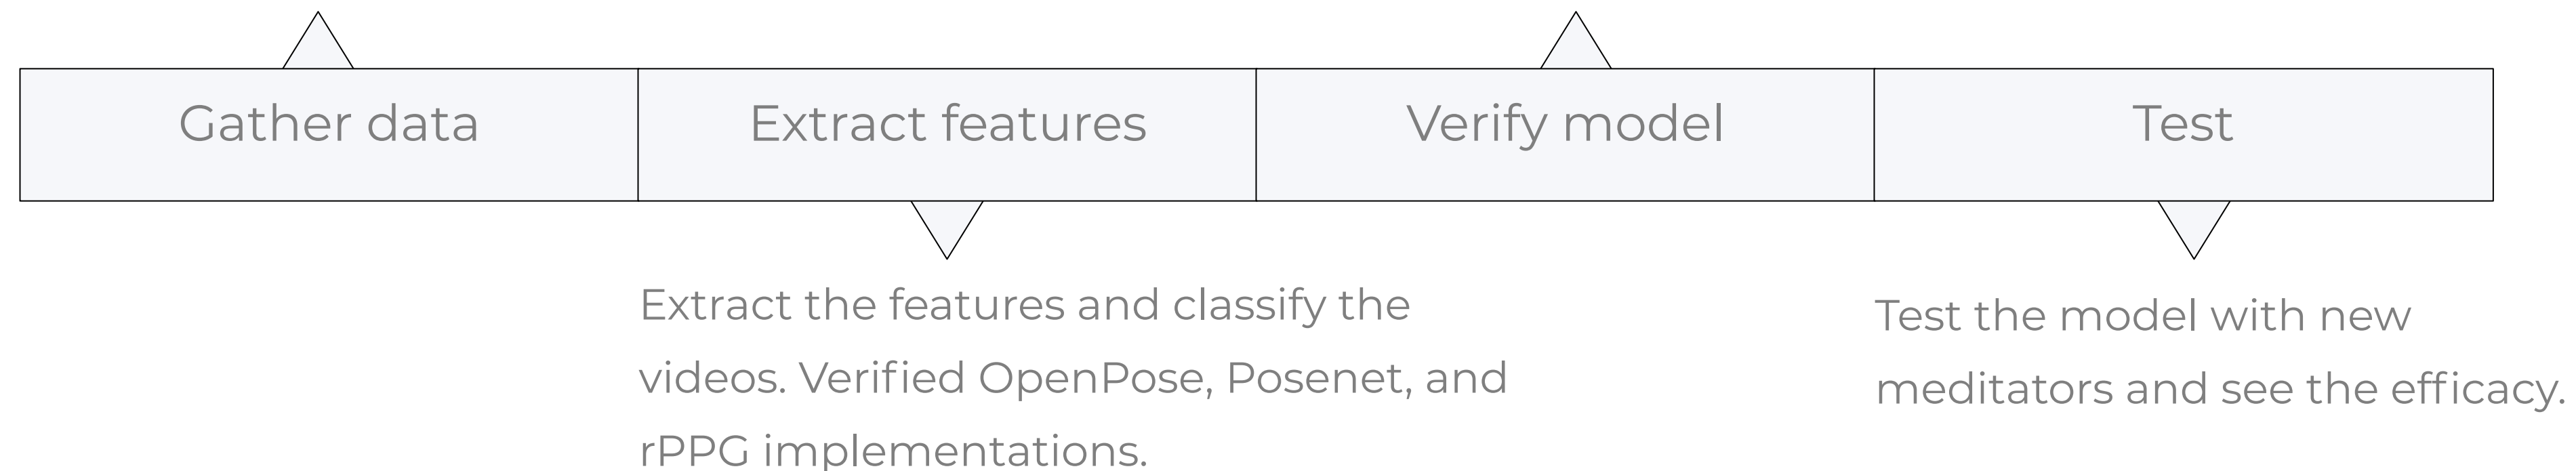 Gather data
Extract features
Verify model
Test
Extract the features and classify the
videos. Verified OpenPose, Posenet, and
rPPG implementations.
Test the model with new
meditators and see the efficacy.